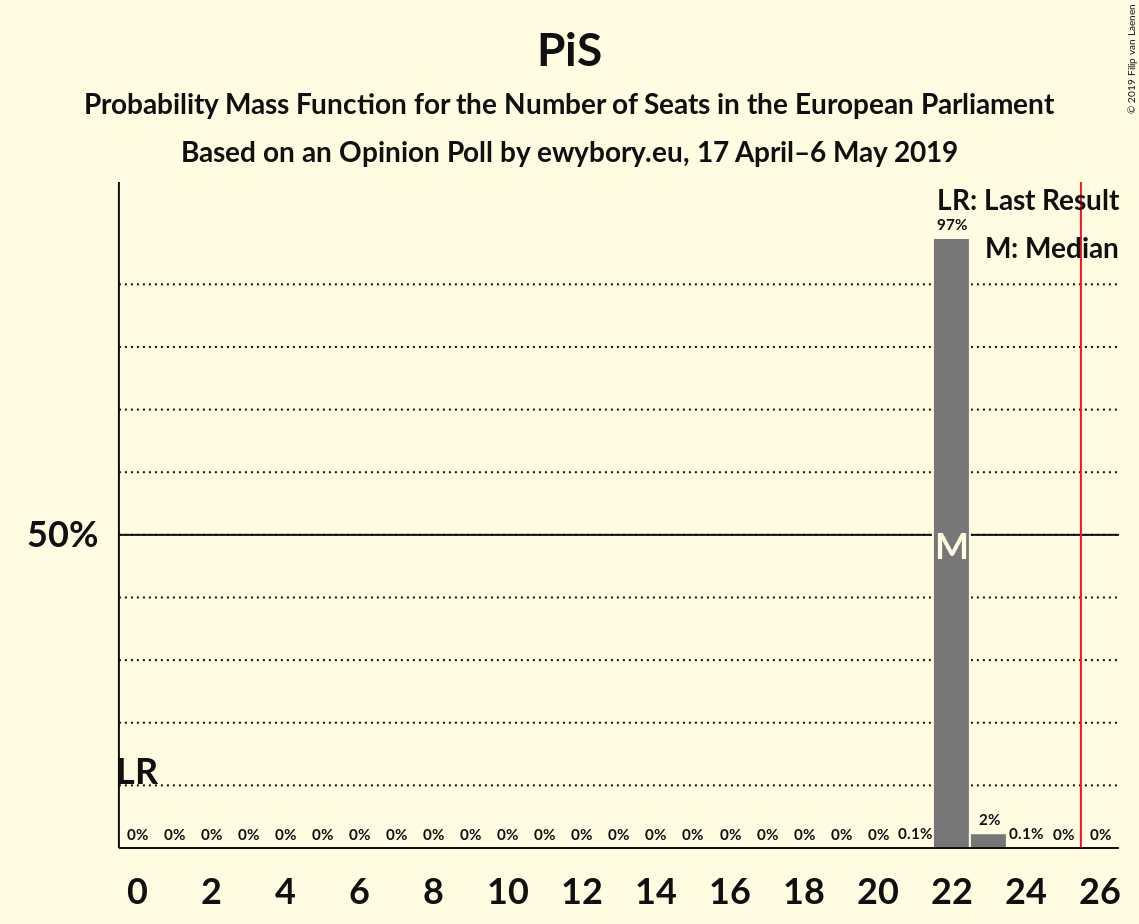 PiS
Probability Mass Function for the Number of Seats in the European Parliament
Based on an Opinion Poll by ewybory.eu, 17 April–6 May 2019
© 2019 Filip van Laenen
LR: Last Result
M: Median
97%
50%
M
LR
0% 0% 0% 0% 0% 0% 0% 0% 0% 0% 0% 0% 0% 0% 0% 0% 0% 0% 0% 0% 0% 0.1% 2% 0.1% 0% 0%
0 2 4 6 8 10 12 14 16 18 20 22 24 26